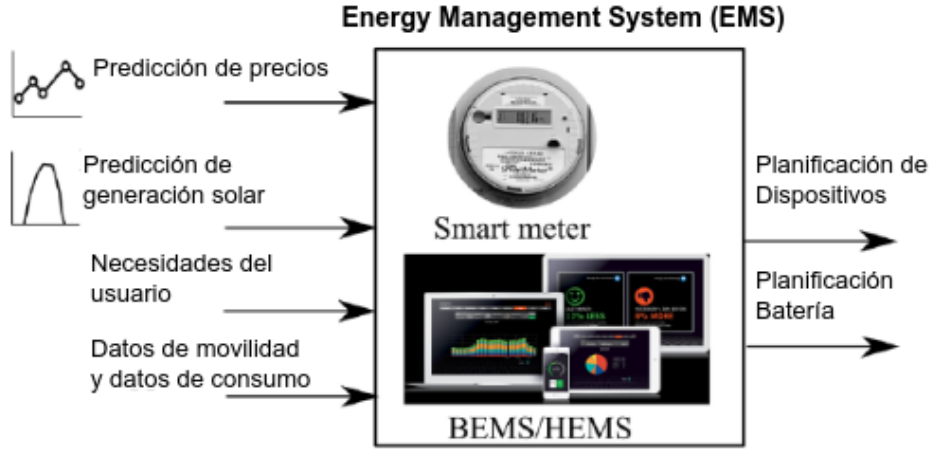 Energy Management System (EMS)
Predicción de precios
Predicción de
generación solar
Necesidades del
usuario
Datos de movilidad
y datos de consumo
Smart meter
BEMS/HEMS
Planificación de
Dispositivos
Planificación
Batería